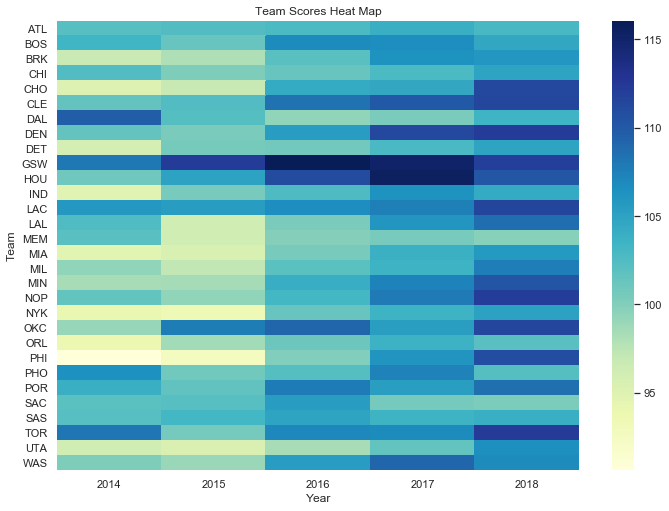 Team Scores Heat Map
Team
ATL
BOS
BRK
CHI
CHO
CLE
DAL
DEN
DET
GSW
HOU
IND
LAC
LAL
MEM
MIA
MIL
MIN
NOP
NYK
OKC
ORL
PHI
PHO
POR
SAC
SAS
TOR
UTA
WAS
2014 2015 2016 2017 2018
Year
115
110
105
100
95